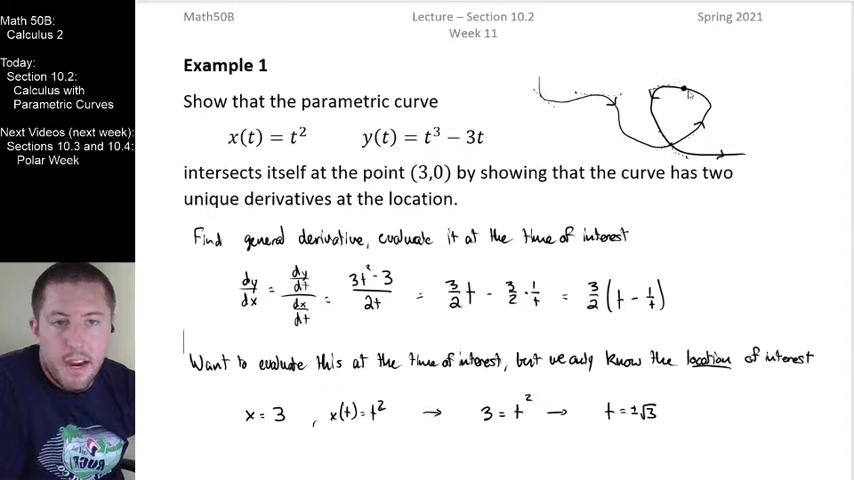 Math 50B:
Calculus 2
Today:
Section 10.2:
Calculus with
Parametric Curves
Next Videos (next week):
Sections 10.3 and 10.4:
Polar Week
Math50B Lecture – Section 10.2 Spring 2021
Week 11
Example 1
Show that the parametric curve
x(t) = t² y(t) = t³ − 3t
intersects itself at the point (3,0) by showing that the curve has two
unique derivatives at the location.
Find general derivative, evaluate it at the time of interest
dy/dx = (dy/dt)/(dx/dt) = (3t² - 3)/(2t) = 3/2 t - 3/2 · 1/t = 3/2 (t - 1/t)
Want to evaluate this at the time of interest, but we only know the location of interest
x = 3 , x(t) = t² → 3 = t² → t = ±√3